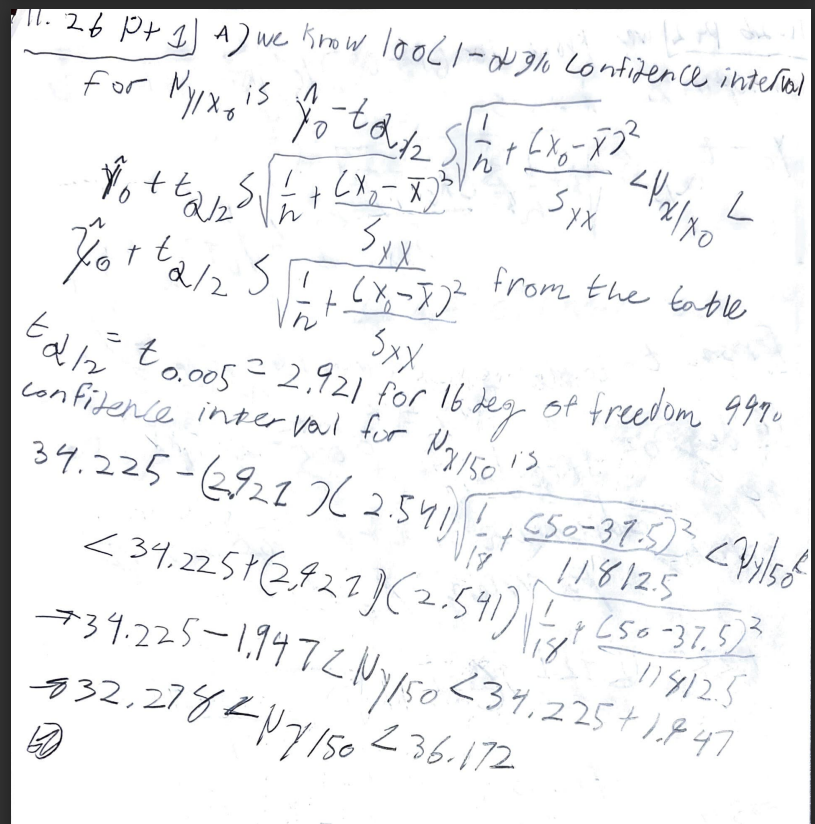 11. 26 pt 1] A) we know 100(1-α)% confidence interval
for μY/x₀ is ŷ₀ - tα/2 S√(1/n + (x₀-x̄)²/Sxx) < μY/x₀ <
ŷ₀ + tα/2 S√(1/n + (x₀-x̄)²/Sxx)
ŷ₀ + tα/2 S√(1/n + (x₀-x̄)²/Sxx) from the table
tα/2 = t0.005 = 2.921 for 16 deg of freedom 99%
confidence interval for μY/50 is
34.225-(2.921)(2.541)√(1/18 + (50-37.5)²/11812.5) < μY/50 <
< 34.225+(2.921)(2.541)√(1/18 + (50-37.5)²/11812.5)
→34.225-1.947 < μY/50 < 34.225+1.947
→32.278 < μY/50 < 36.172